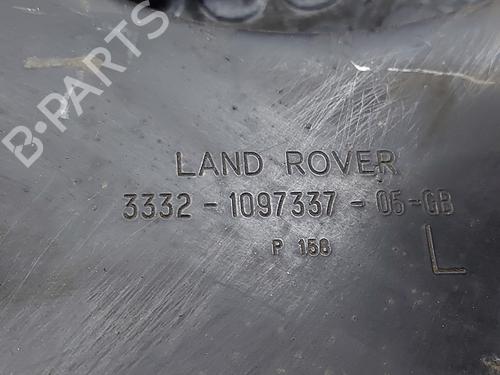 B-PARTS
LAND ROVER
3332-1097337-05-GB
P 158
L